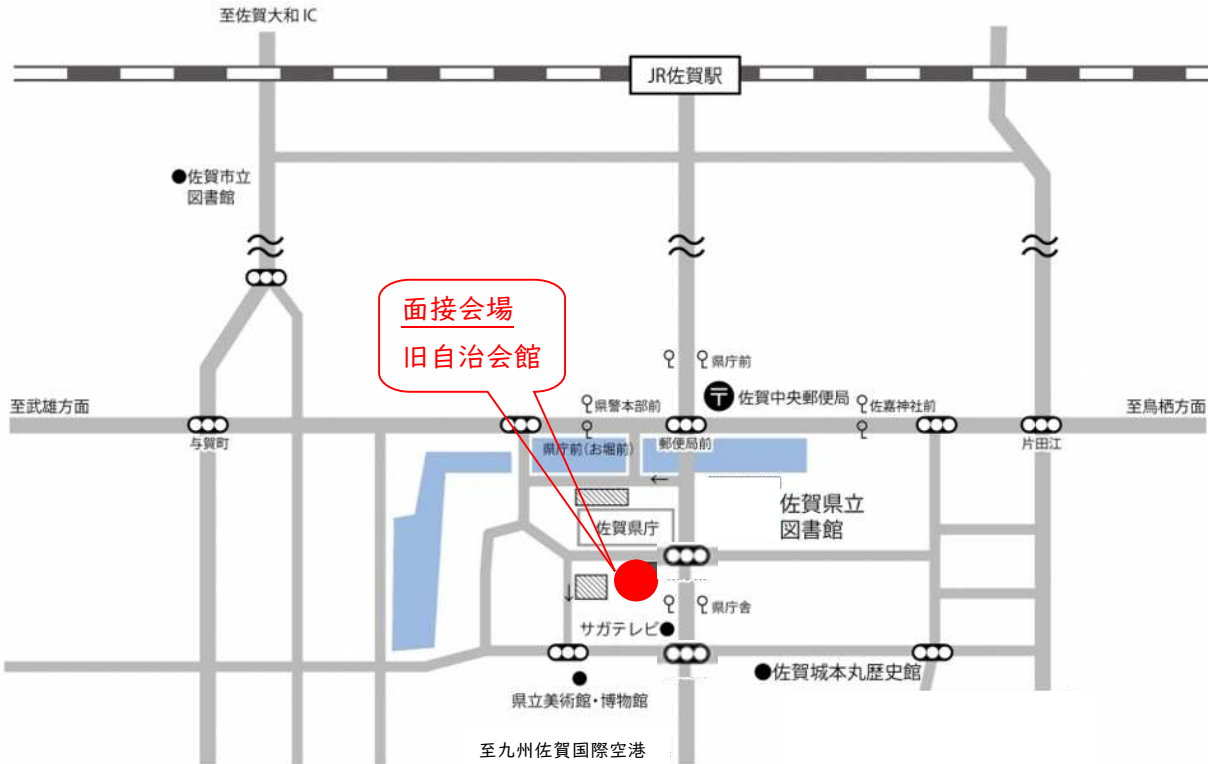 至佐賀大和 IC
JR佐賀駅
佐賀市立
図書館
面接会場
旧自治会館
県庁前
佐賀中央郵便局
県警本部前
佐嘉神社前
至武雄方面
至鳥栖方面
与賀町
県庁前(お堀前)
郵便局前
片田江
←
佐賀県立
図書館
佐賀県庁
↓
県庁舎
サガテレビ
佐賀城本丸歴史館
県立美術館・博物館
至九州佐賀国際空港